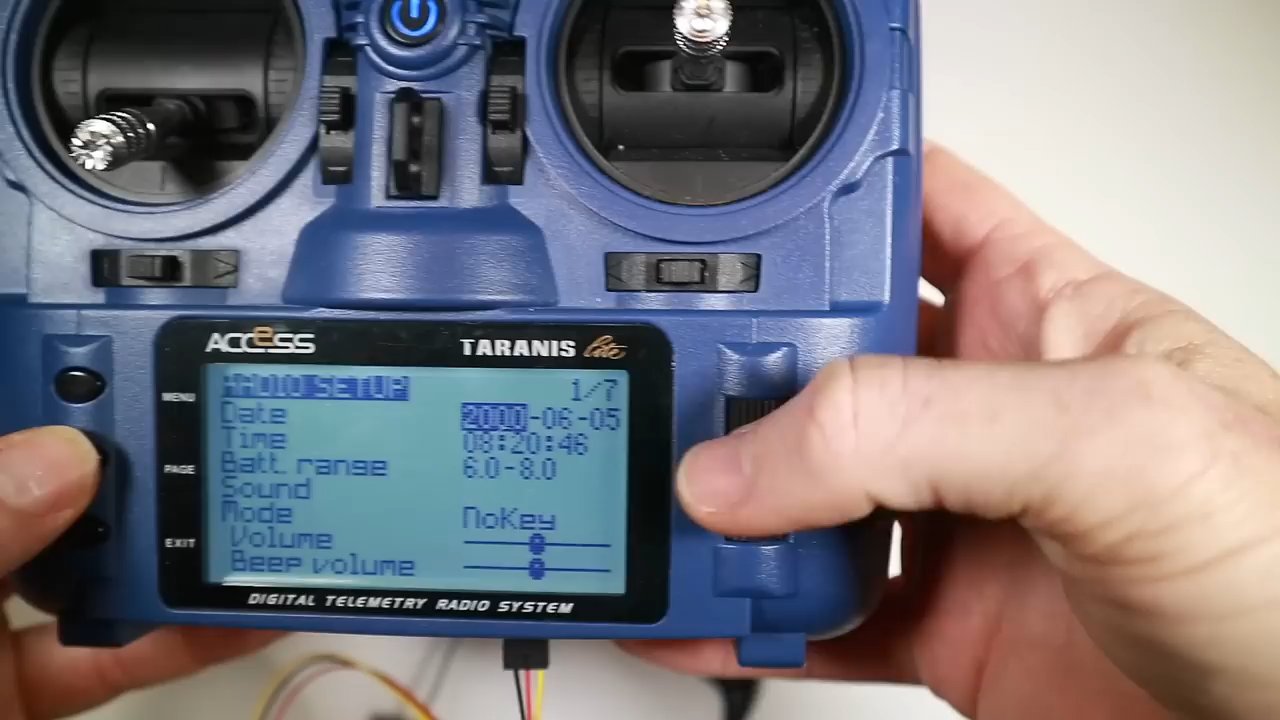 ACCESS
TARANIS lite
MENU
PAGE
EXIT
RADIO SETUP 1/7
Date 2000-06-05
Time 08:20:46
Batt. range 6.0-8.0
Sound
Mode NoKey
Volume
Beep volume
DIGITAL TELEMETRY RADIO SYSTEM